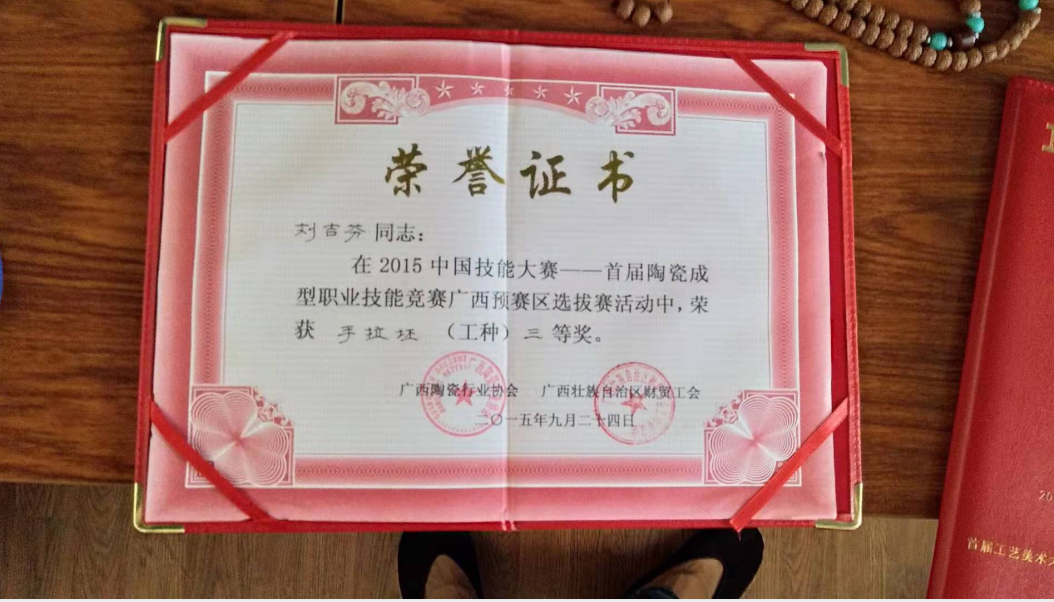 荣誉证书
刘吉芬 同志：
在 2015 中国技能大赛——首届陶瓷成
型职业技能竞赛广西预赛区选拔赛活动中，荣
获 手拉坯 （工种）三 等奖。
广西陶瓷行业协会 广西壮族自治区财贸工会
二〇一五年九月二十四日
20
首届工艺美术